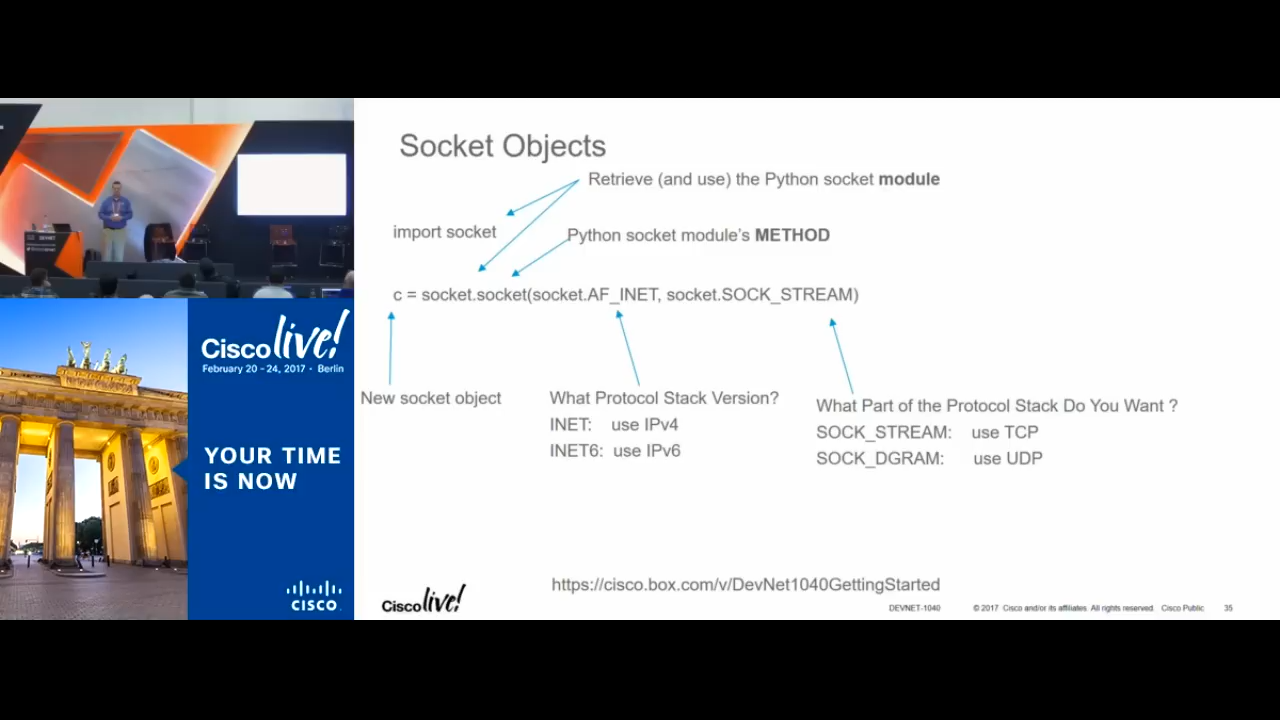 Socket Objects
Retrieve (and use) the Python socket module
import socket
Python socket module's METHOD
c = socket.socket(socket.AF_INET, socket.SOCK_STREAM)
New socket object
What Protocol Stack Version?
INET: use IPv4
INET6: use IPv6
What Part of the Protocol Stack Do You Want ?
SOCK_STREAM: use TCP
SOCK_DGRAM: use UDP
https://cisco.box.com/v/DevNet1040GettingStarted
Cisco live!
DEVNET-1040
© 2017 Cisco and/or its affiliates. All rights reserved. Cisco Public
35
Cisco live!
February 20 - 24, 2017 · Berlin
YOUR TIME
IS NOW
CISCO